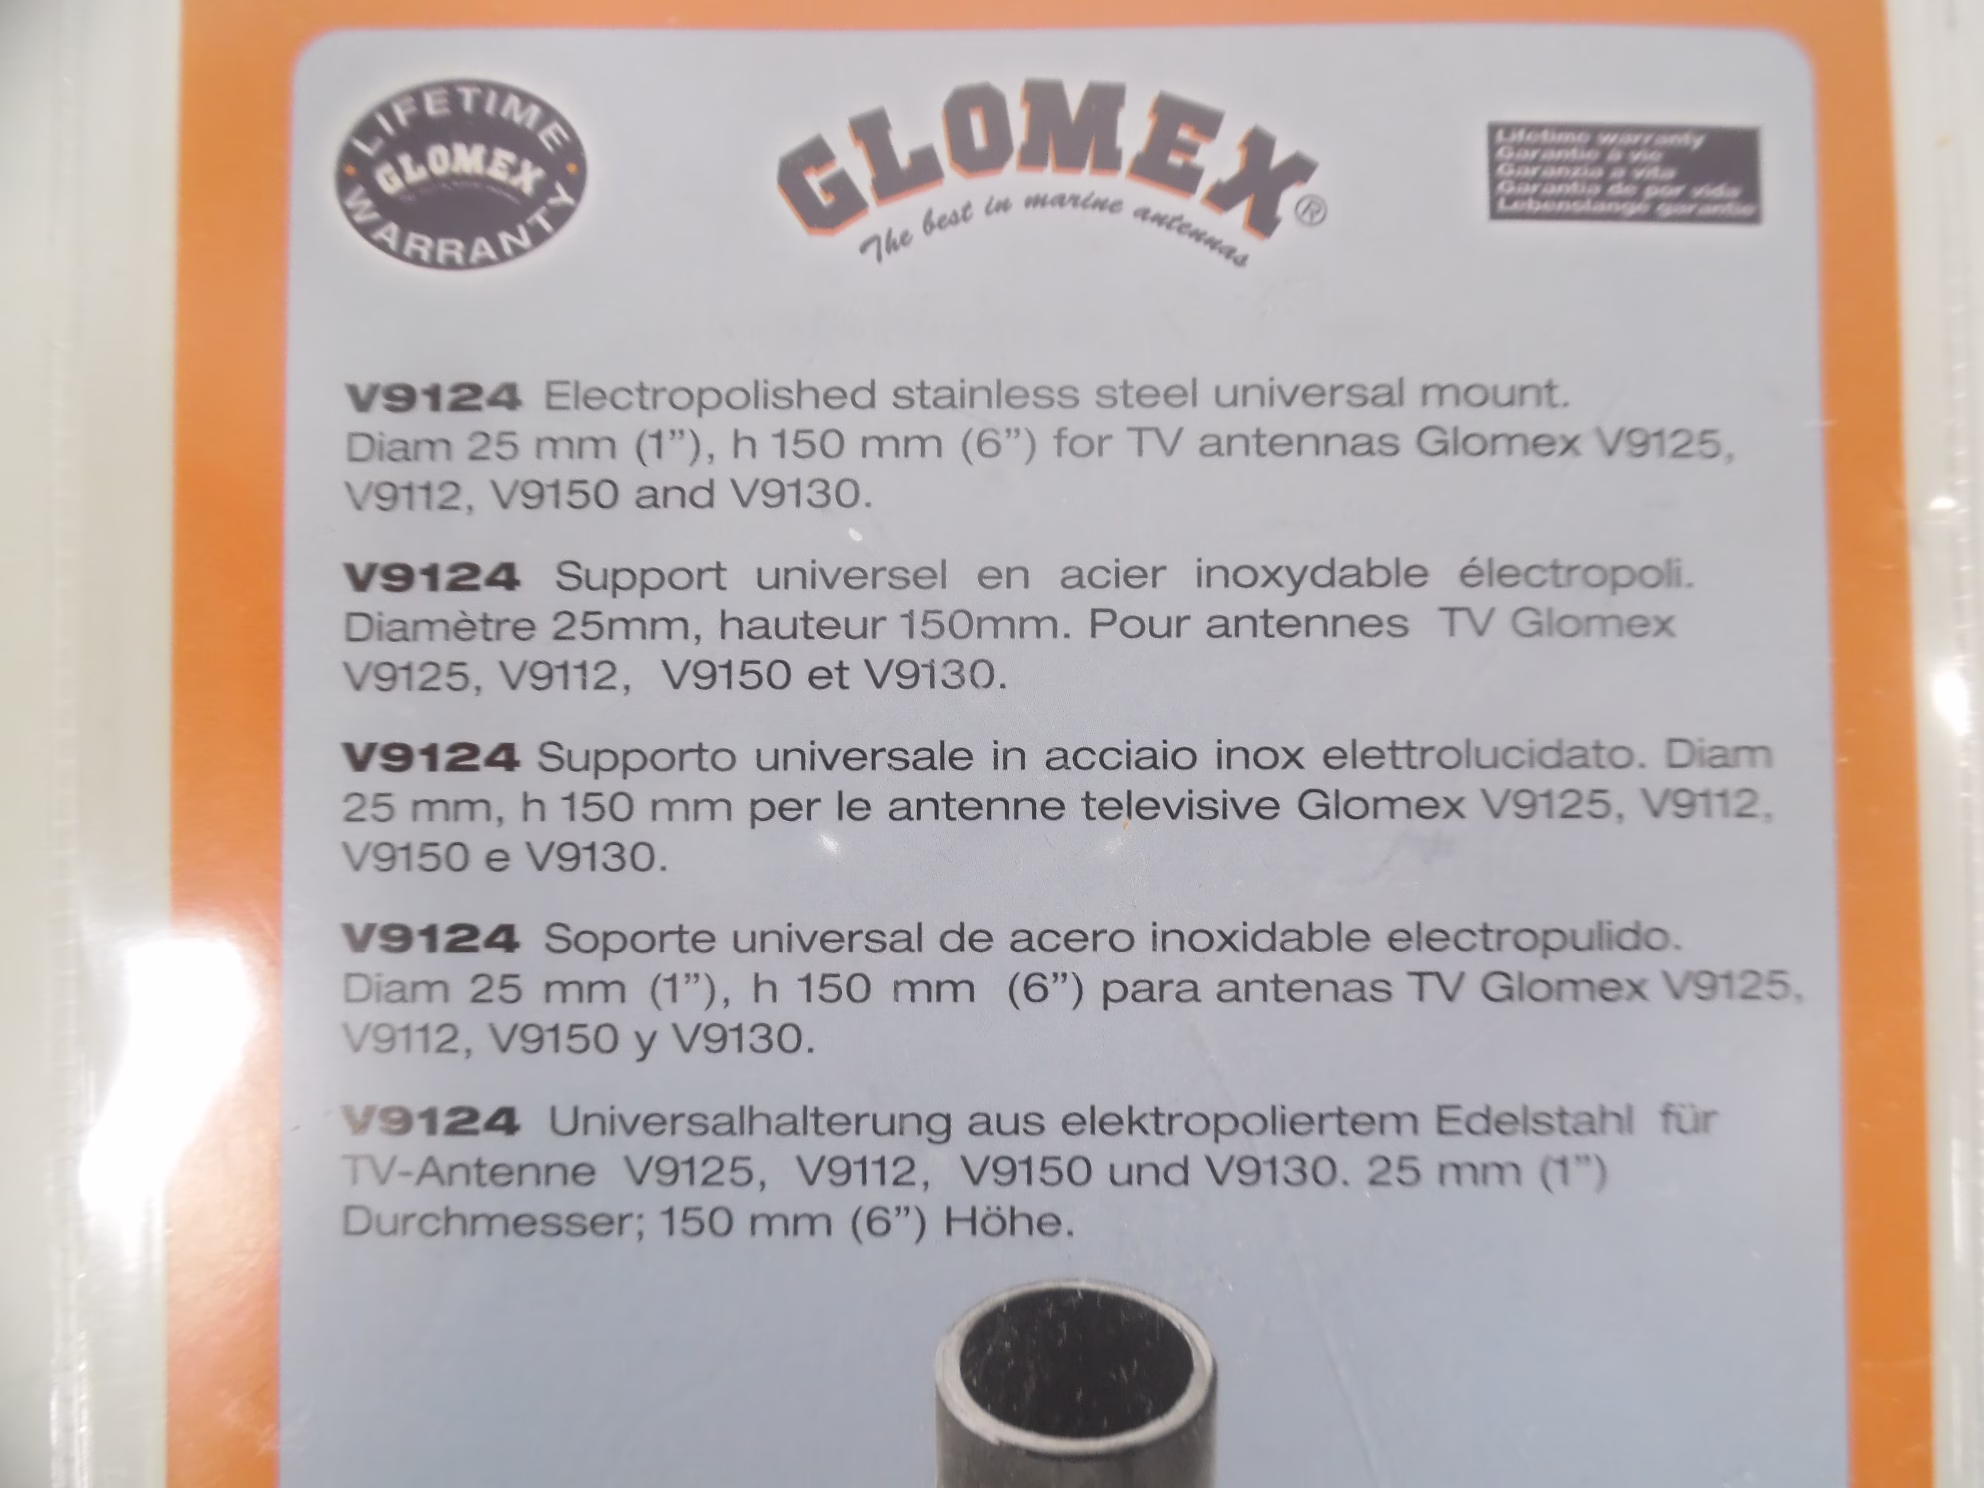 LIFETIME
GLOMEX
WARRANTY
GLOMEX®
The best in marine antennas
Lifetime warranty
Garantie à vie
Garanzia a vita
Garantia de por vida
Lebenslange garantie
V9124 Electropolished stainless steel universal mount.
Diam 25 mm (1”), h 150 mm (6”) for TV antennas Glomex V9125,
V9112, V9150 and V9130.
V9124 Support universel en acier inoxydable électropoli.
Diamètre 25mm, hauteur 150mm. Pour antennes TV Glomex
V9125, V9112, V9150 et V9130.
V9124 Supporto universale in acciaio inox elettrolucidato. Diam
25 mm, h 150 mm per le antenne televisive Glomex V9125, V9112,
V9150 e V9130.
V9124 Soporte universal de acero inoxidable electropulido.
Diam 25 mm (1”), h 150 mm (6”) para antenas TV Glomex V9125,
V9112, V9150 y V9130.
V9124 Universalhalterung aus elektropoliertem Edelstahl für
TV-Antenne V9125, V9112, V9150 und V9130. 25 mm (1”)
Durchmesser; 150 mm (6”) Höhe.